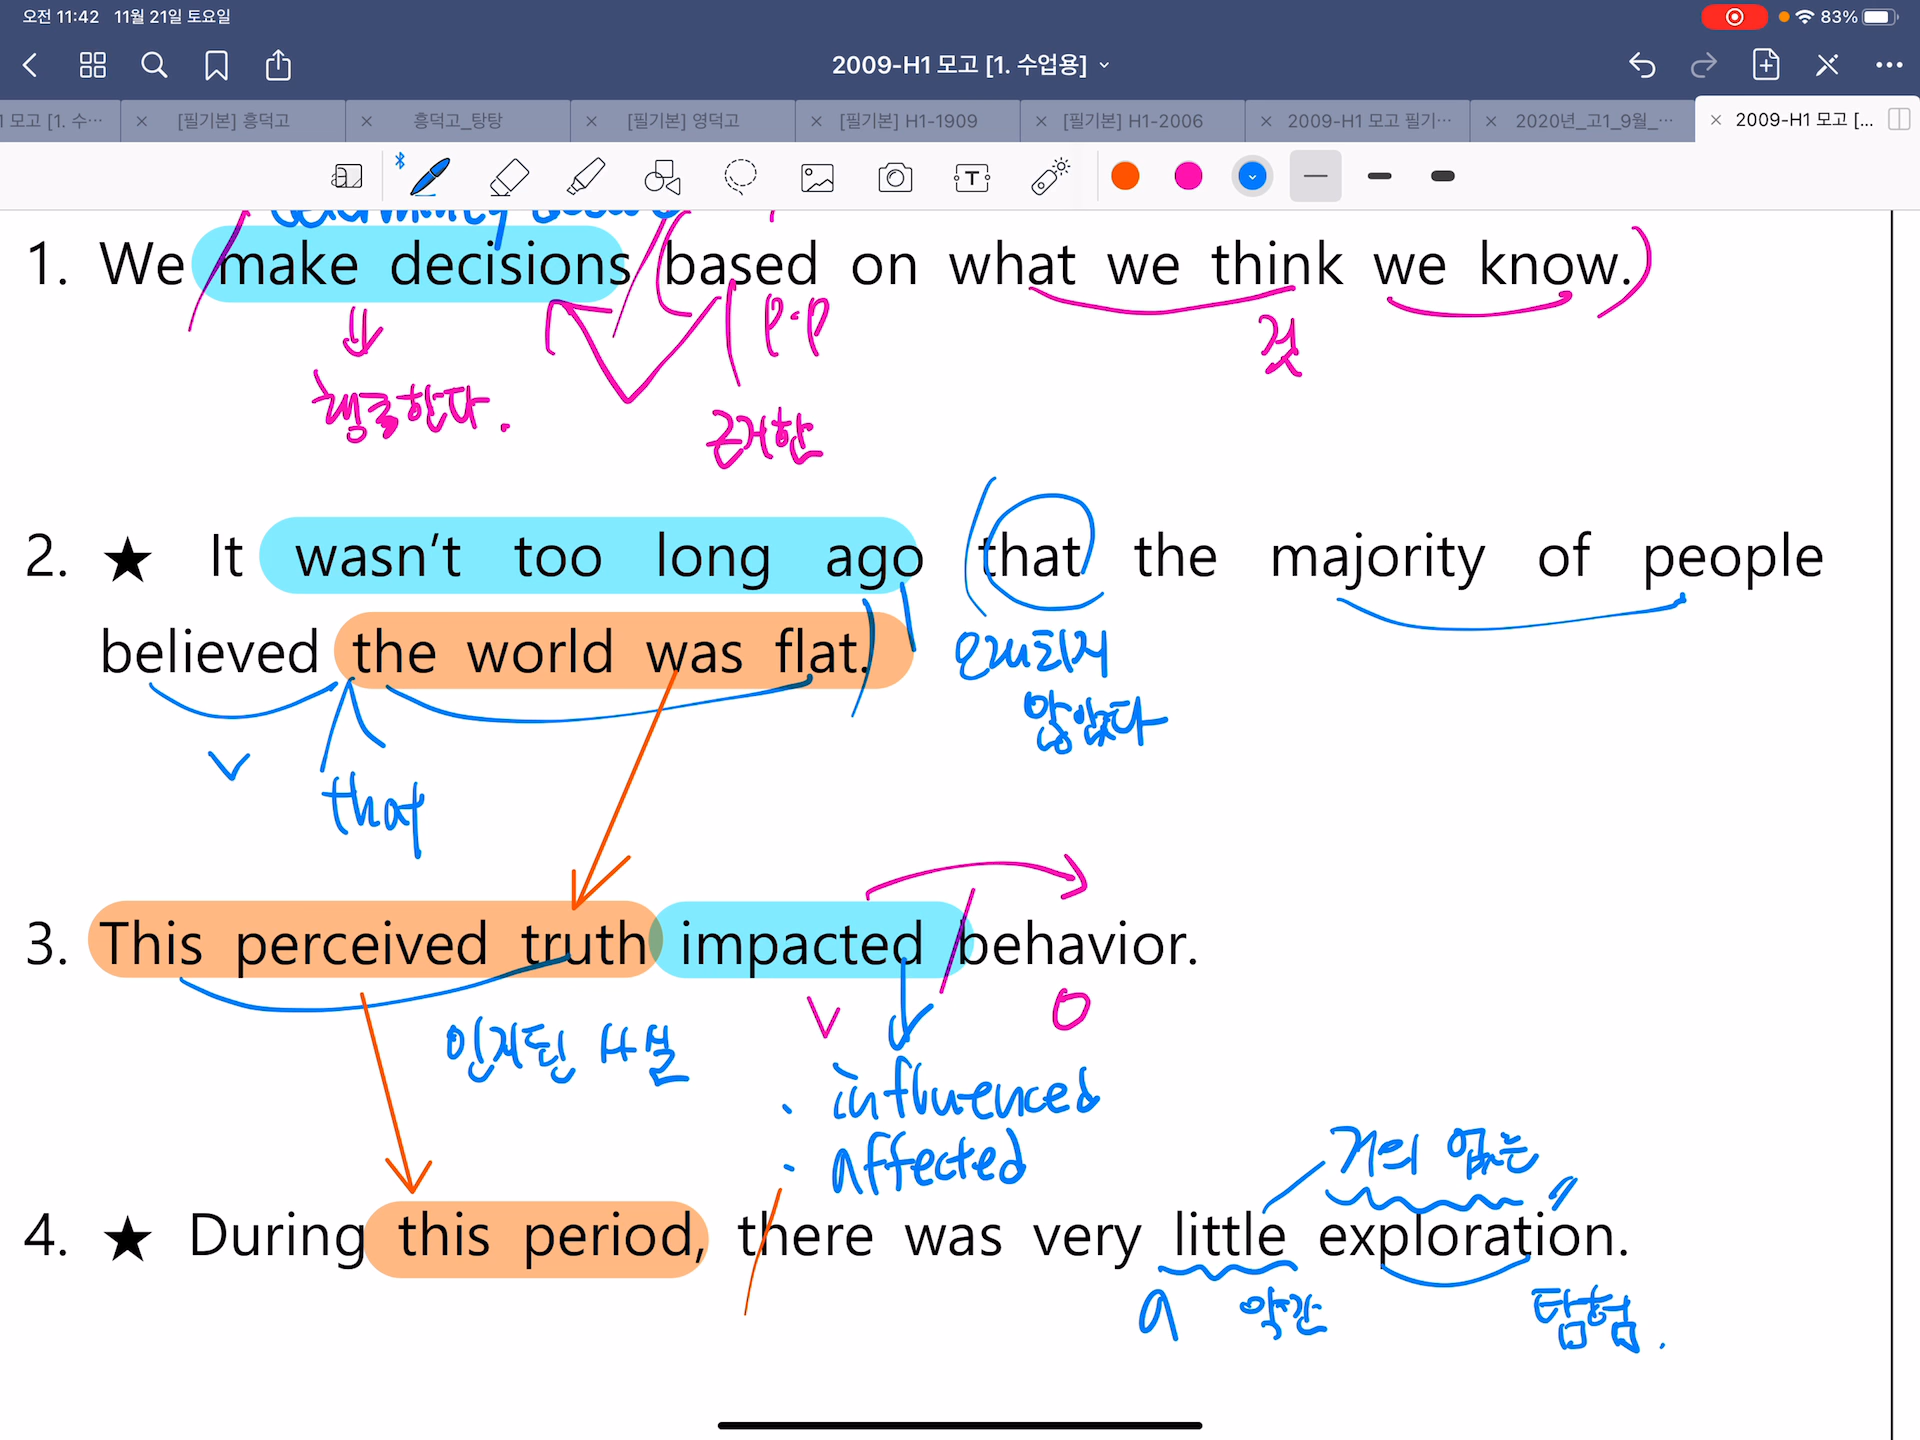 오전 11:42 11월 21일 토요일
83%
2009-H1 모고 [1. 수업용]
모고 [1. 수…
[필기본] 흥덕고
흥덕고_탕탕
[필기본] 영덕고
[필기본] H1-1909
[필기본] H1-2006
2009-H1 모고 필기…
2020년_고1_9월_…
2009-H1 모고 [...
1. We make decisions based on what we think we know.)
p.p
것
행동한다.
근거한
2. ★ It wasn't too long ago (that the majority of people
believed the world was flat.)
오래되지
않았다
v
that
3. This perceived truth impacted behavior.
V O
인지된 사실
· influenced
· affected
거의 없는
4. ★ During this period, there was very little exploration.
a 약간
탐험.